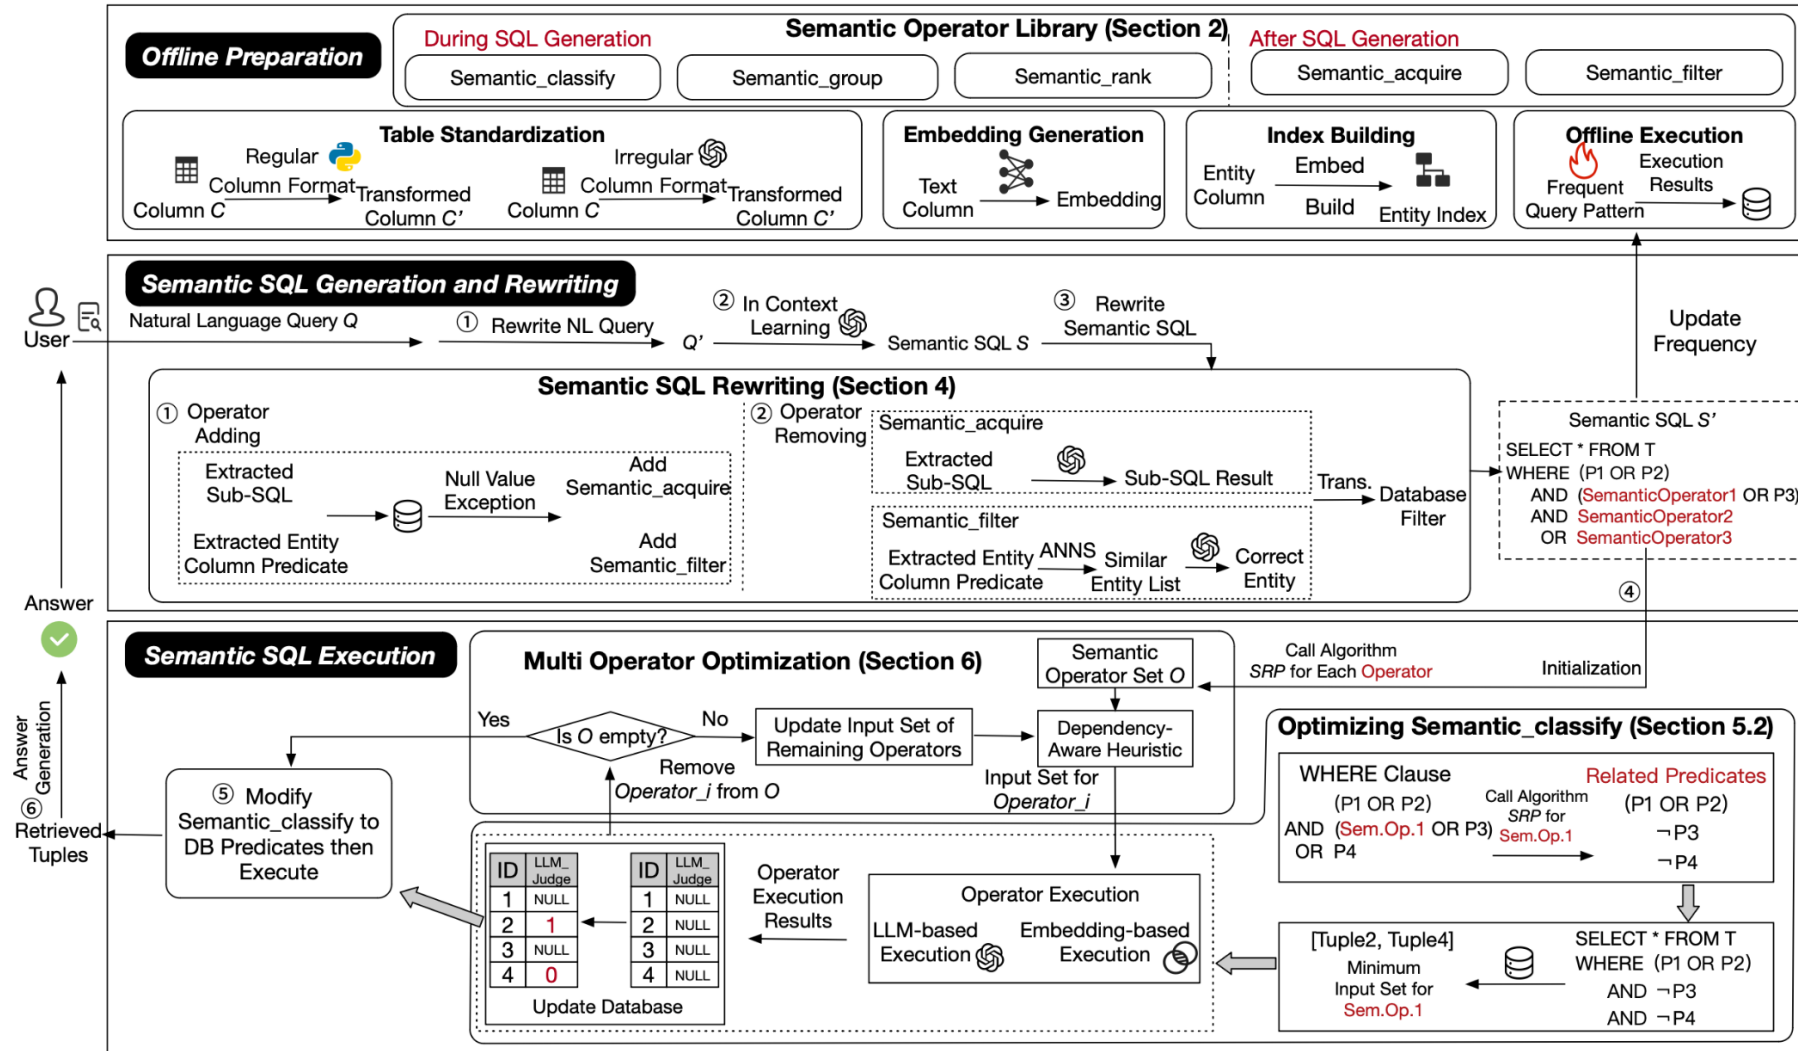 Offline Preparation
Semantic Operator Library (Section 2)
During SQL Generation
After SQL Generation
Semantic_classify
Semantic_group
Semantic_rank
Semantic_acquire
Semantic_filter
Table Standardization
Regular
Column Format
Column C
Transformed
Column C'
Irregular
Column Format
Column C
Transformed
Column C'
Embedding Generation
Text
Column
Embedding
Index Building
Entity
Column
Embed
Build
Entity Index
Offline Execution
Frequent
Query Pattern
Execution
Results
Semantic SQL Generation and Rewriting
User
Natural Language Query Q
① Rewrite NL Query
Q'
② In Context
Learning
Semantic SQL S
③ Rewrite
Semantic SQL
Update
Frequency
Semantic SQL Rewriting (Section 4)
① Operator
Adding
Extracted
Sub-SQL
Extracted Entity
Column Predicate
Null Value
Exception
Add
Semantic_acquire
Add
Semantic_filter
② Operator
Removing
Semantic_acquire
Extracted
Sub-SQL
Sub-SQL Result
Semantic_filter
Extracted Entity
Column Predicate
ANNS
Similar
Entity List
Correct
Entity
Trans.
Database
Filter
Semantic SQL S'
SELECT * FROM T
WHERE (P1 OR P2)
AND (SemanticOperator1 OR P3)
AND SemanticOperator2
OR SemanticOperator3
④
Answer
Answer
Generation
⑥
Retrieved
Tuples
Semantic SQL Execution
Multi Operator Optimization (Section 6)
Semantic
Operator Set O
Call Algorithm
SRP for Each Operator
Initialization
Yes
Is O empty?
No
Update Input Set of
Remaining Operators
Dependency-
Aware Heuristic
Remove
Operator_i from O
Input Set for
Operator_i
⑤ Modify
Semantic_classify to
DB Predicates then
Execute
ID LLM_Judge
1 NULL
2 1
3 NULL
4 0
ID LLM_Judge
1 NULL
2 NULL
3 NULL
4 NULL
Update Database
Operator
Execution
Results
Operator Execution
LLM-based
Execution
Embedding-based
Execution
Optimizing Semantic_classify (Section 5.2)
WHERE Clause
(P1 OR P2)
AND (Sem.Op.1 OR P3)
OR P4
Call Algorithm
SRP for
Sem.Op.1
Related Predicates
(P1 OR P2)
¬P3
¬P4
[Tuple2, Tuple4]
Minimum
Input Set for
Sem.Op.1
SELECT * FROM T
WHERE (P1 OR P2)
AND ¬P3
AND ¬P4